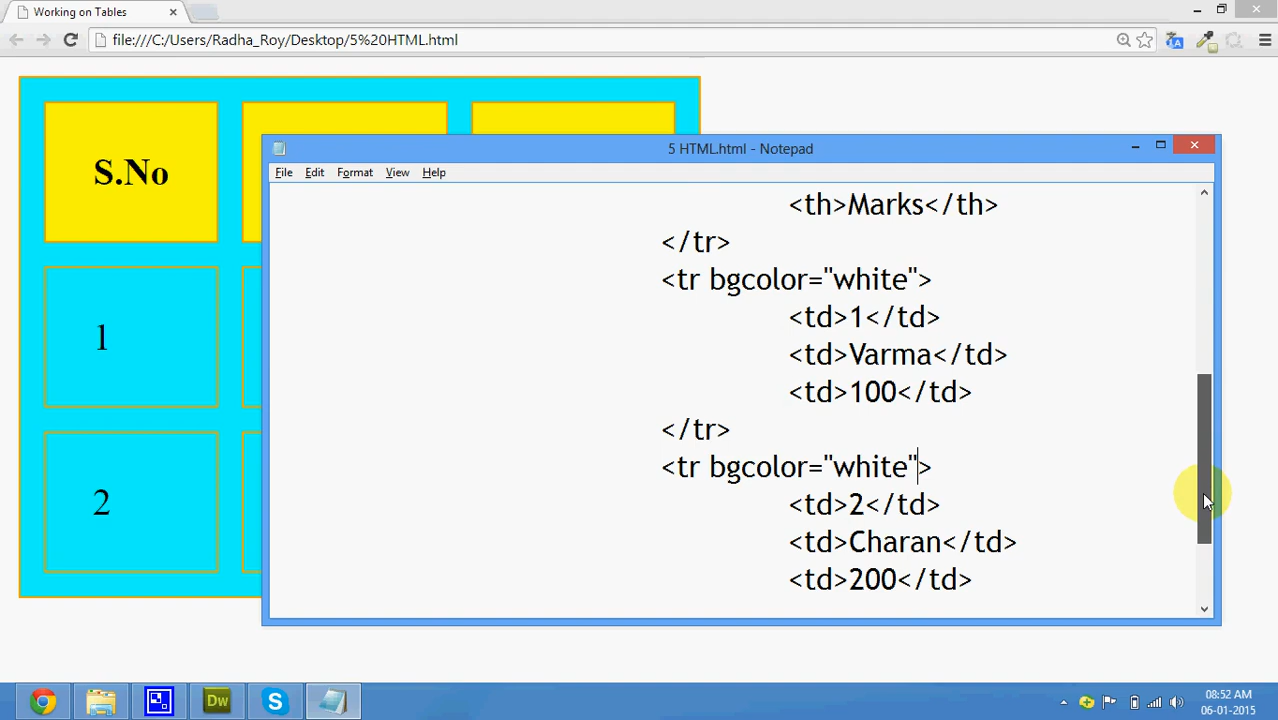 Working on Tables
file:///C:/Users/Radha_Roy/Desktop/5%20HTML.html
S.No
1
2
5 HTML.html - Notepad
File Edit Format View Help
<th>Marks</th>
</tr>
<tr bgcolor="white">
<td>1</td>
<td>Varma</td>
<td>100</td>
</tr>
<tr bgcolor="white">
<td>2</td>
<td>Charan</td>
<td>200</td>
Dw
08:52 AM
06-01-2015